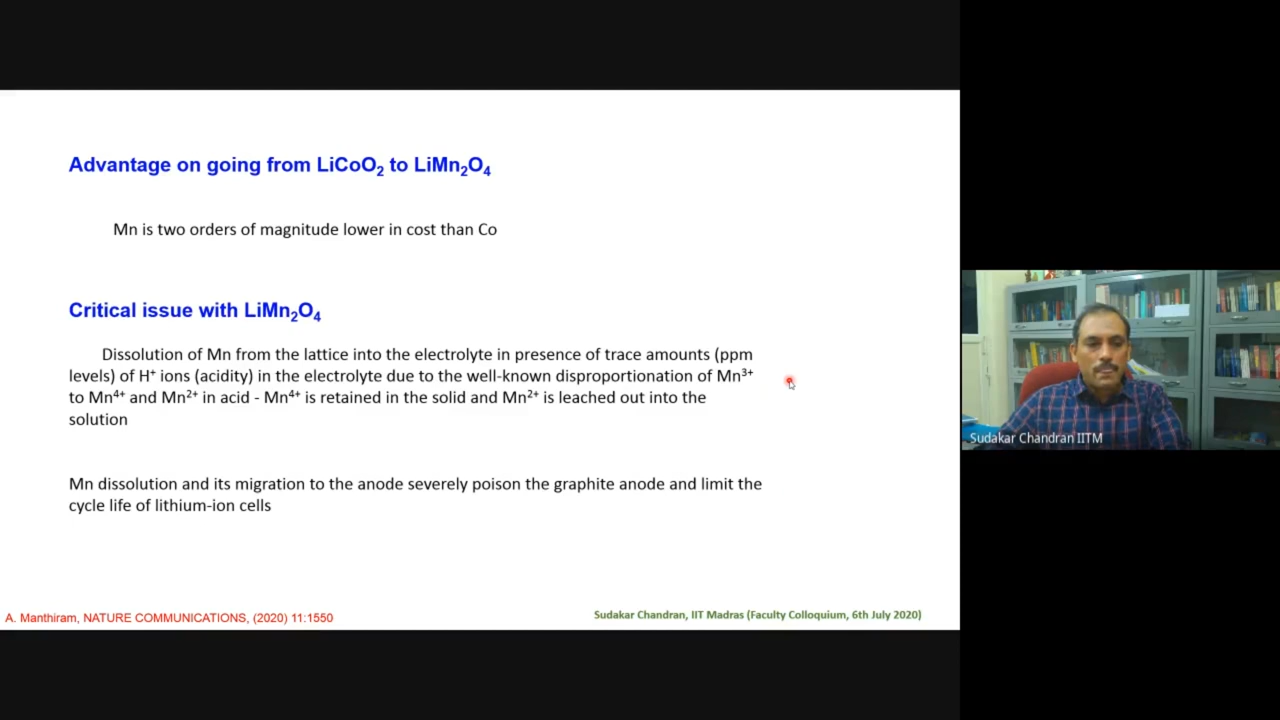 Advantage on going from LiCoO₂ to LiMn₂O₄
Mn is two orders of magnitude lower in cost than Co
Critical issue with LiMn₂O₄
Dissolution of Mn from the lattice into the electrolyte in presence of trace amounts (ppm
levels) of H⁺ ions (acidity) in the electrolyte due to the well-known disproportionation of Mn³⁺
to Mn⁴⁺ and Mn²⁺ in acid - Mn⁴⁺ is retained in the solid and Mn²⁺ is leached out into the
solution
Mn dissolution and its migration to the anode severely poison the graphite anode and limit the
cycle life of lithium-ion cells
A. Manthiram, NATURE COMMUNICATIONS, (2020) 11:1550
Sudakar Chandran, IIT Madras (Faculty Colloquium, 6th July 2020)
Sudakar Chandran IITM